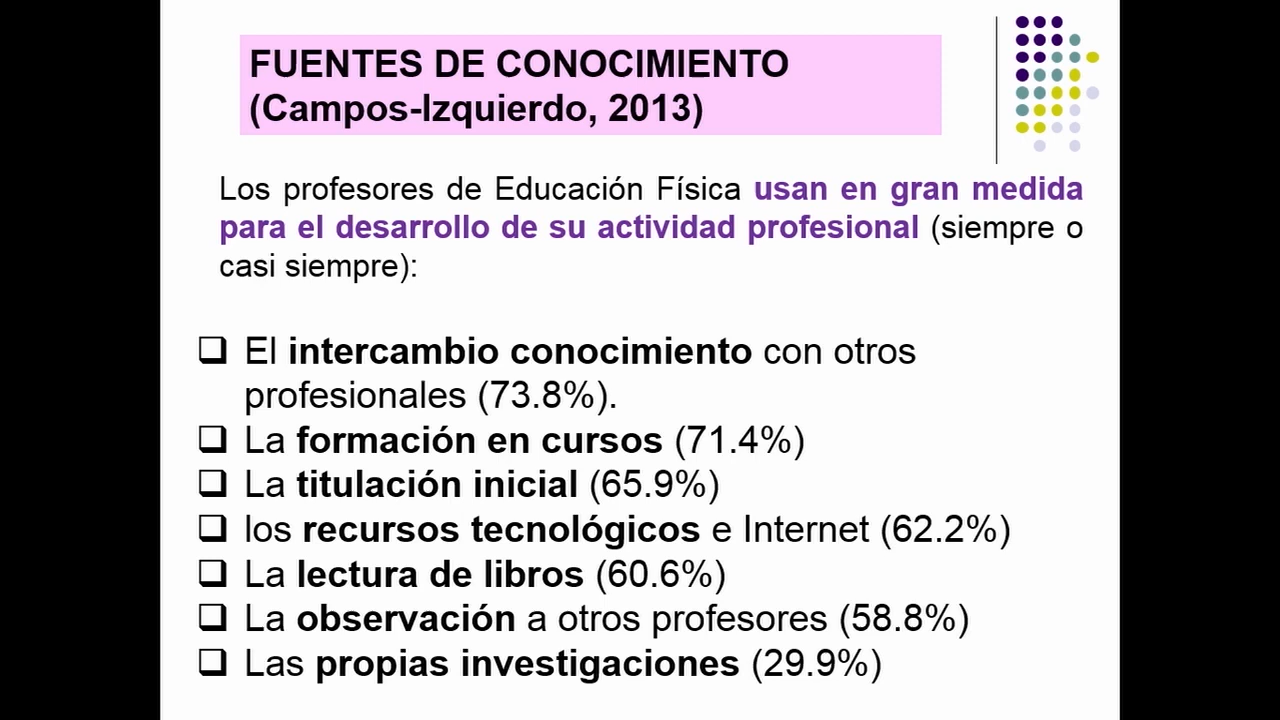 FUENTES DE CONOCIMIENTO
(Campos-Izquierdo, 2013)
Los profesores de Educación Física usan en gran medida
para el desarrollo de su actividad profesional (siempre o
casi siempre):
El intercambio conocimiento con otros
profesionales (73.8%).
La formación en cursos (71.4%)
La titulación inicial (65.9%)
los recursos tecnológicos e Internet (62.2%)
La lectura de libros (60.6%)
La observación a otros profesores (58.8%)
Las propias investigaciones (29.9%)